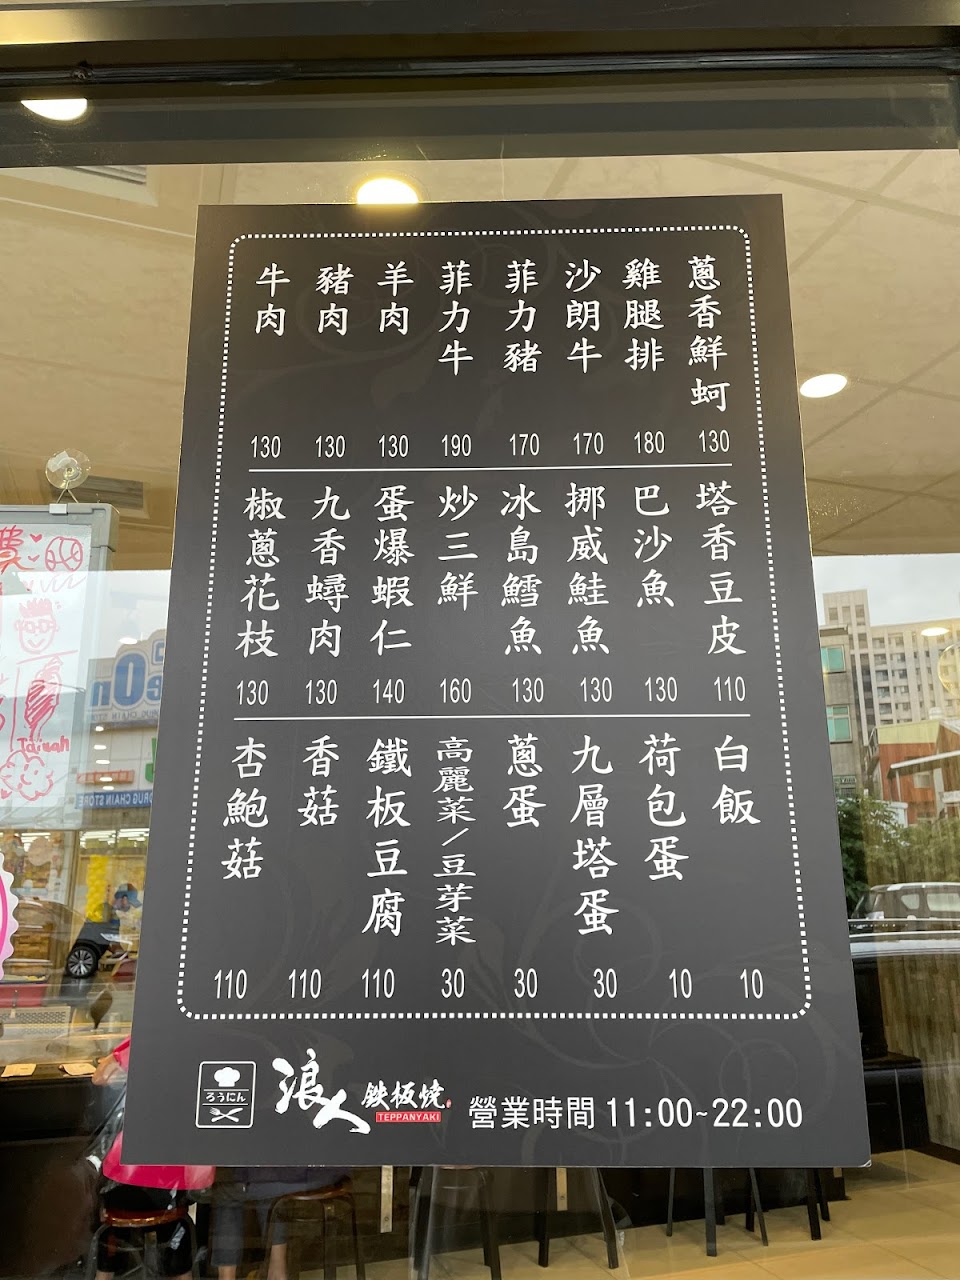 蔥香鮮蚵 130
雞腿排 180
沙朗牛 170
菲力豬 170
菲力牛 190
羊肉 130
豬肉 130
牛肉 130
塔香豆皮 110
巴沙魚 130
挪威鮭魚 130
冰島鱈魚 130
炒三鮮 160
蛋爆蝦仁 140
九香蟳肉 130
椒蔥花枝 130
白飯 10
荷包蛋 10
九層塔蛋 30
蔥蛋 30
高麗菜/豆芽菜 30
鐵板豆腐 110
香菇 110
杏鮑菇 110
ろうにん
浪人
鉄板燒
TEPPANYAKI
營業時間 11:00~22:00
Tainan
DRUG CHAIN STORE